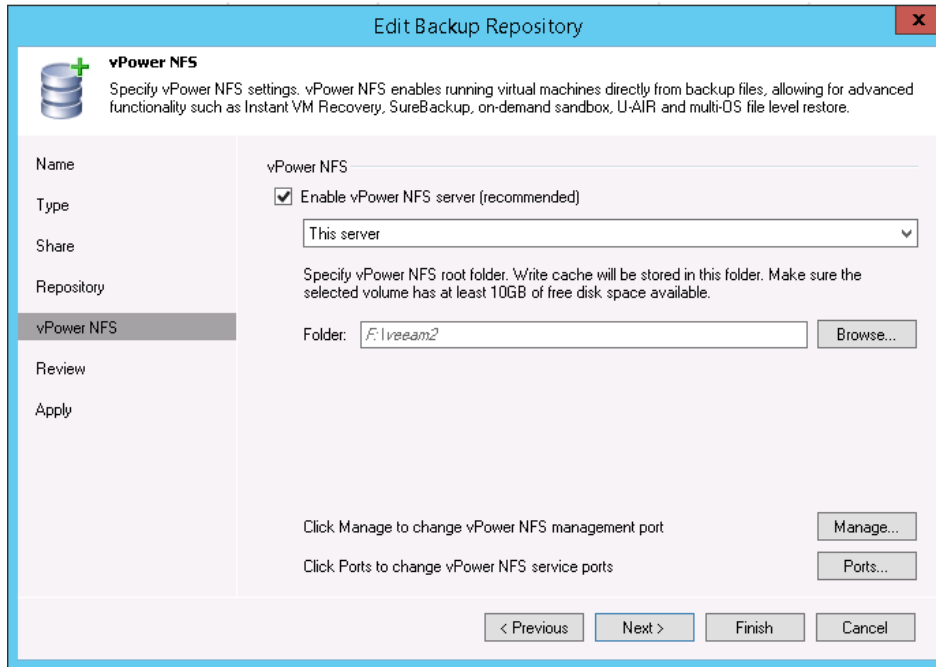 Edit Backup Repository
x
vPower NFS
Specify vPower NFS settings. vPower NFS enables running virtual machines directly from backup files, allowing for advanced
functionality such as Instant VM Recovery, SureBackup, on-demand sandbox, U-AIR and multi-OS file level restore.
Name
Type
Share
Repository
vPower NFS
Review
Apply
vPower NFS
Enable vPower NFS server (recommended)
This server
Specify vPower NFS root folder. Write cache will be stored in this folder. Make sure the
selected volume has at least 10GB of free disk space available.
Folder: F:\veeam2 Browse...
Click Manage to change vPower NFS management port Manage...
Click Ports to change vPower NFS service ports Ports...
< Previous Next > Finish Cancel